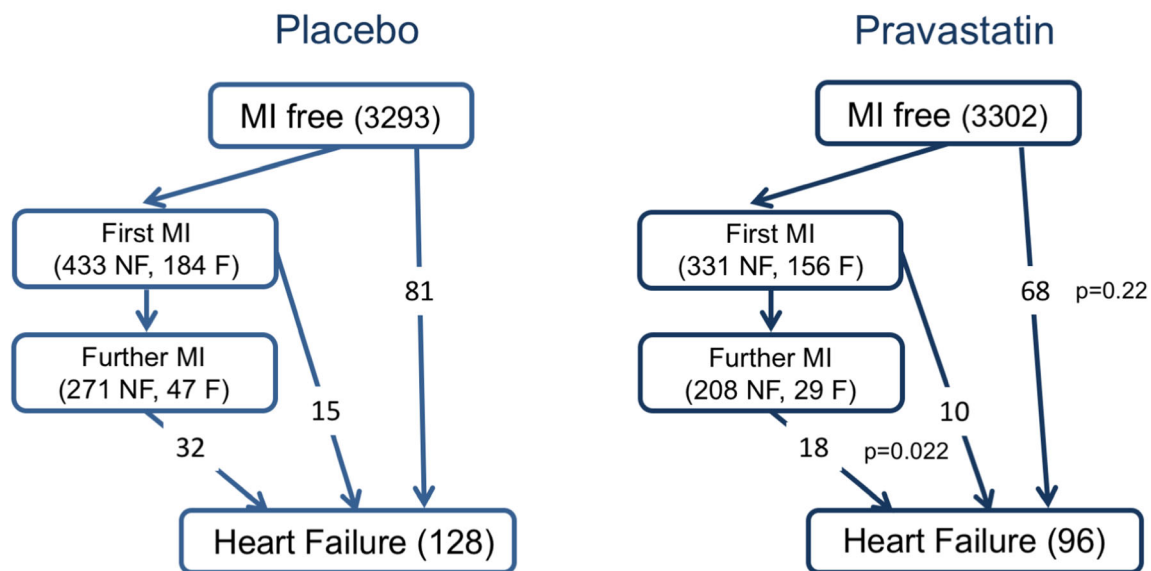 Placebo
MI free (3293)
First MI
(433 NF, 184 F)
81
Further MI
(271 NF, 47 F)
15
32
Heart Failure (128)
Pravastatin
MI free (3302)
First MI
(331 NF, 156 F)
68 p=0.22
Further MI
(208 NF, 29 F)
10
18 p=0.022
Heart Failure (96)